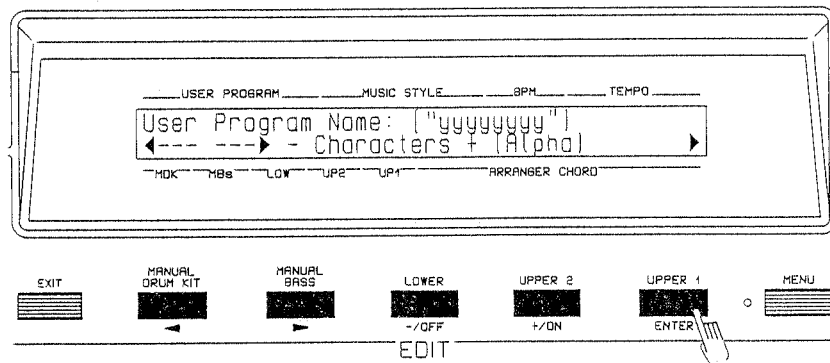 USER PROGRAM MUSIC STYLE BPM TEMPO
User Program Name: ["yyyyyyyy"]
◀--- ---▶ - Characters + [Alpha] ▶
MDK MBs LOW UP2 UP1 ARRANGER CHORD
EXIT MANUAL DRUM KIT MANUAL BASS LOWER UPPER 2 UPPER 1 MENU
◀ ▶ -/OFF +/ON ENTER
EDIT